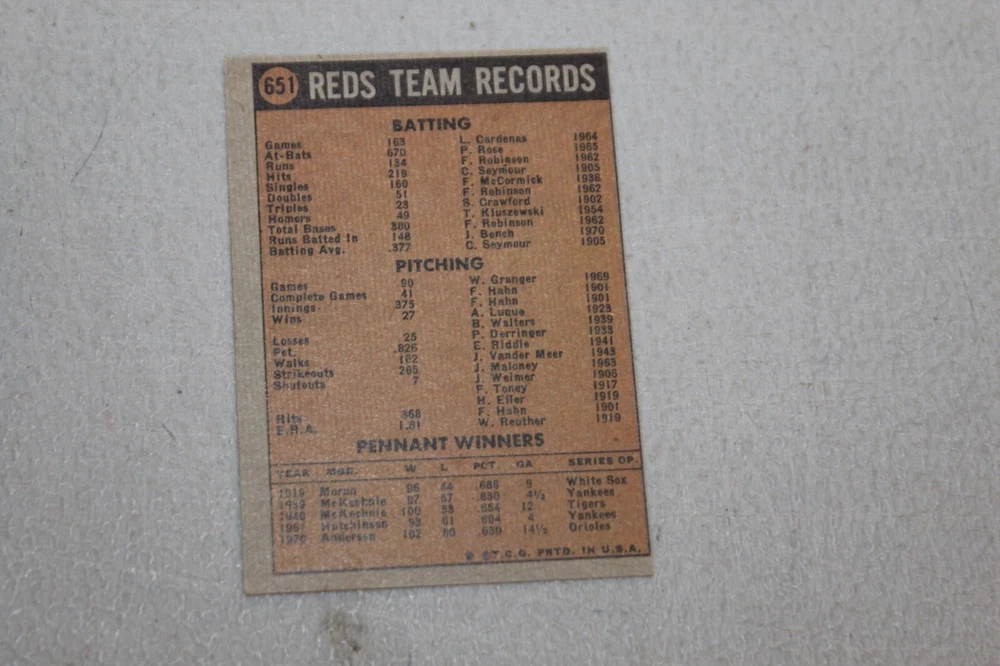 651 REDS TEAM RECORDS
BATTING
Games 163 L. Cardenas 1964
At-Bats 670 P. Rose 1965
Runs 134 F. Robinson 1962
Hits 219 C. Seymour 1905
Singles 160 F. McCormick 1938
Doubles 51 F. Robinson 1962
Triples 23 S. Crawford 1902
Homers 49 T. Kluszewski 1954
Total Bases 380 F. Robinson 1962
Runs Batted In 148 J. Bench 1970
Batting Avg. .377 C. Seymour 1905
PITCHING
Games 90 W. Granger 1969
Complete Games 41 F. Hahn 1901
Innings 375 F. Hahn 1901
Wins 27 A. Luque 1923
B. Walters 1939
Losses 25 P. Derringer 1933
Pct. .826 E. Riddle 1941
Walks 162 J. Vander Meer 1943
Strikeouts 265 J. Maloney 1963
Shutouts 7 J. Weimer 1906
F. Toney 1917
H. Eller 1919
Hits 368 F. Hahn 1901
E.R.A. 1.81 W. Reuther 1919
PENNANT WINNERS
YEAR MGR. W L PCT GA SERIES OP.
1919 Moran 96 44 .686 9 White Sox
1939 McKechnie 97 57 .630 4½ Yankees
1940 McKechnie 100 53 .654 12 Tigers
1961 Hutchinson 93 61 .604 4 Yankees
1970 Anderson 102 60 .630 14½ Orioles
© T.C.G. PRTD. IN U.S.A.